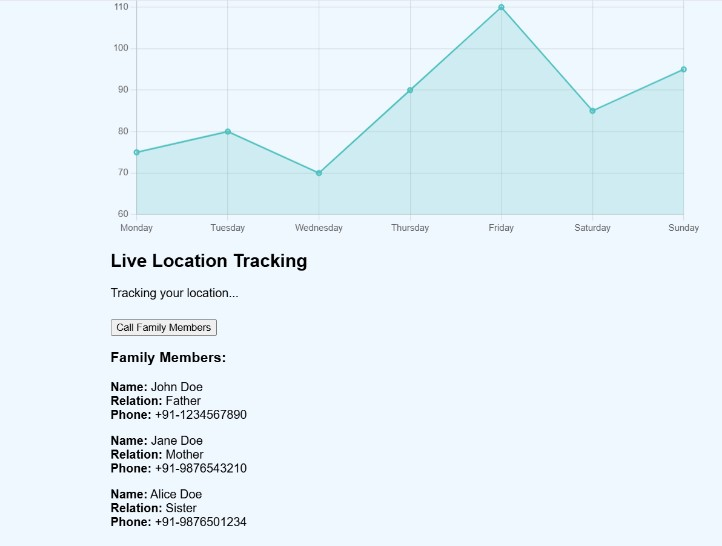 110
100
90
80
70
60
Monday Tuesday Wednesday Thursday Friday Saturday Sunday
Live Location Tracking
Tracking your location...
Call Family Members
Family Members:
Name: John Doe
Relation: Father
Phone: +91-1234567890
Name: Jane Doe
Relation: Mother
Phone: +91-9876543210
Name: Alice Doe
Relation: Sister
Phone: +91-9876501234